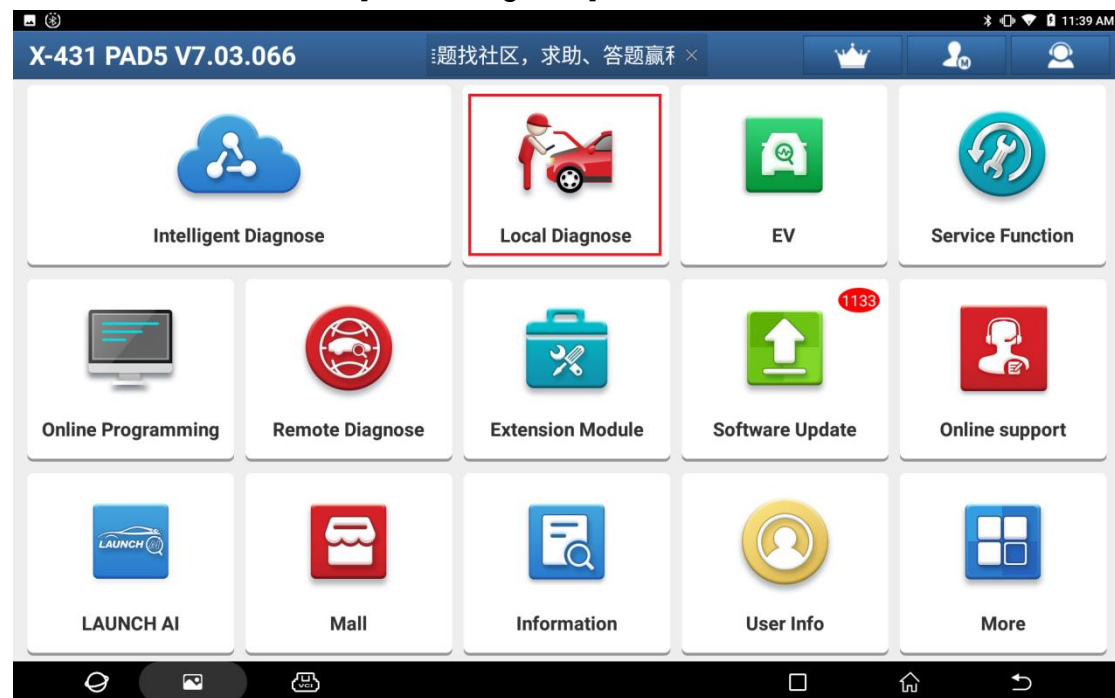 11:39 AM
X-431 PAD5 V7.03.066
题找社区，求助、答题赢
Intelligent Diagnose
Local Diagnose
EV
Service Function
1133
Online Programming
Remote Diagnose
Extension Module
Software Update
Online support
LAUNCH
LAUNCH AI
Mall
Information
User Info
More
VCI